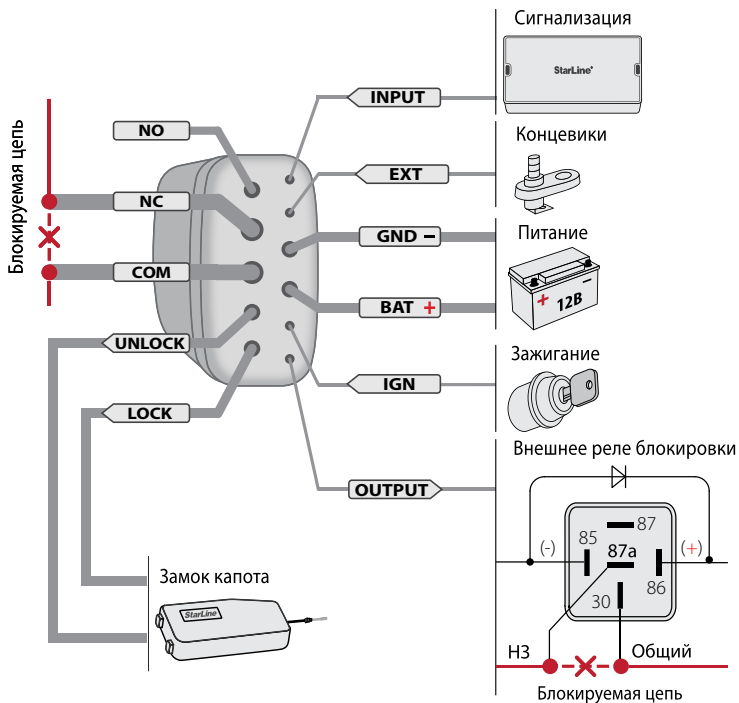 Сигнализация
StarLine
INPUT
NO
Концевики
EXT
Блокируемая цепь
NC
GND –
Питание
COM
BAT +
+ 12В –
UNLOCK
Зажигание
IGN
LOCK
Внешнее реле блокировки
OUTPUT
87
85
(-)
87a
(+)
86
30
Замок капота
StarLine
НЗ
Общий
Блокируемая цепь